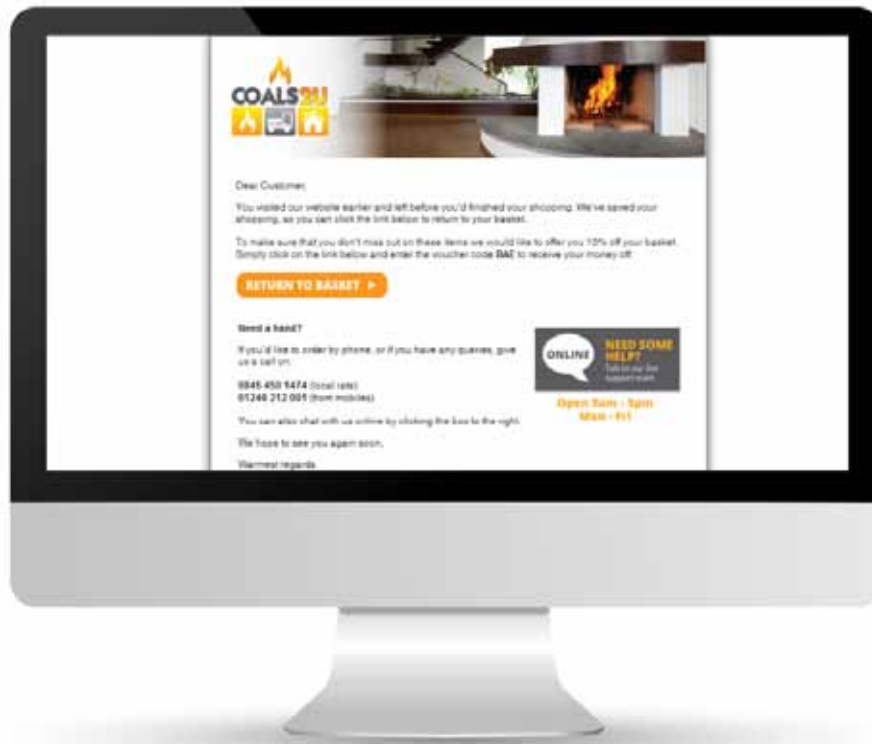 COALS2U
Dear Customer,
You visited our website earlier and left before you'd finished your shopping. We've saved your
shopping, so you can click the link below to return to your basket.
To make sure that you don't miss out on these items we would like to offer you 10% off your basket.
Simply click on the link below and enter the voucher code BAE to receive your money off:
RETURN TO BASKET
Need a hand?
If you'd like to order by phone, or if you have any queries, give
us a call on:
0845 450 1474 (local rate)
01246 212 001 (from mobiles)
You can also chat with us online by clicking the box to the right.
We hope to see you again soon,
Warmest regards
ONLINE
NEED SOME
HELP?
Talk to our live
support team
Open 9am - 5pm
Mon - Fri